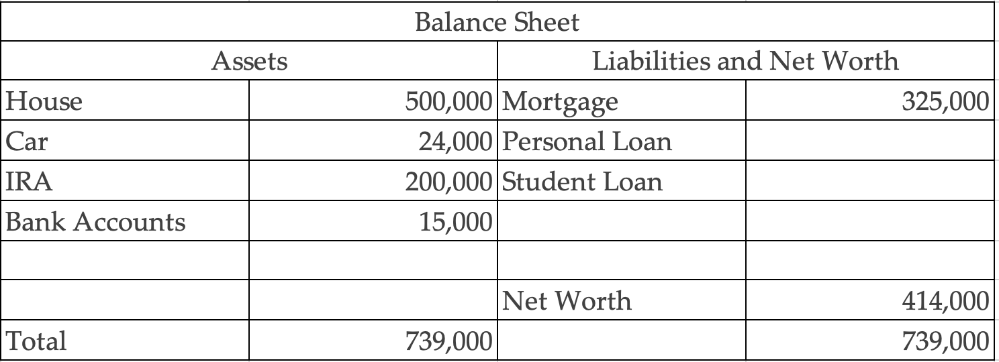 Balance Sheet
Assets Liabilities and Net Worth
House 500,000 Mortgage 325,000
Car 24,000 Personal Loan
IRA 200,000 Student Loan
Bank Accounts 15,000
Net Worth 414,000
Total 739,000 739,000